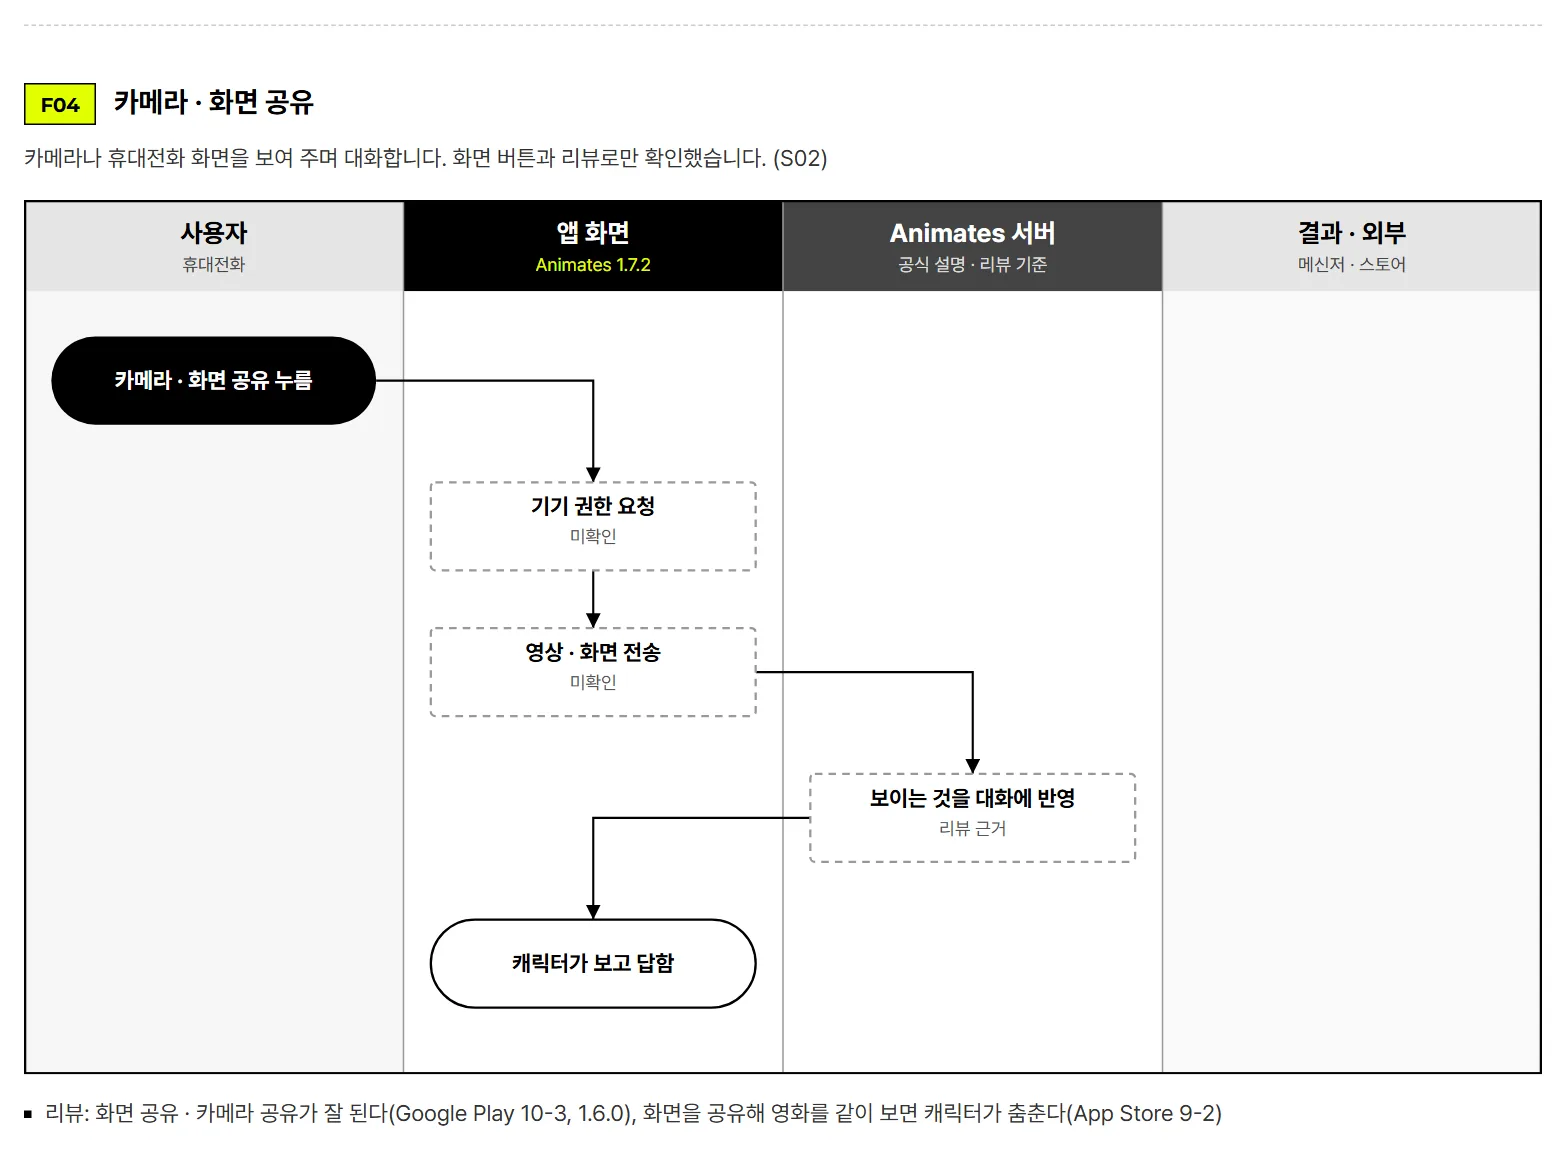 F04 카메라 · 화면 공유
카메라나 휴대전화 화면을 보여 주며 대화합니다. 화면 버튼과 리뷰로만 확인했습니다. (S02)
사용자
휴대전화
앱 화면
Animates 1.7.2
Animates 서버
공식 설명 · 리뷰 기준
결과 · 외부
메신저 · 스토어
카메라 · 화면 공유 누름
기기 권한 요청
미확인
영상 · 화면 전송
미확인
보이는 것을 대화에 반영
리뷰 근거
캐릭터가 보고 답함
리뷰: 화면 공유 · 카메라 공유가 잘 된다(Google Play 10-3, 1.6.0), 화면을 공유해 영화를 같이 보면 캐릭터가 춤춘다(App Store 9-2)